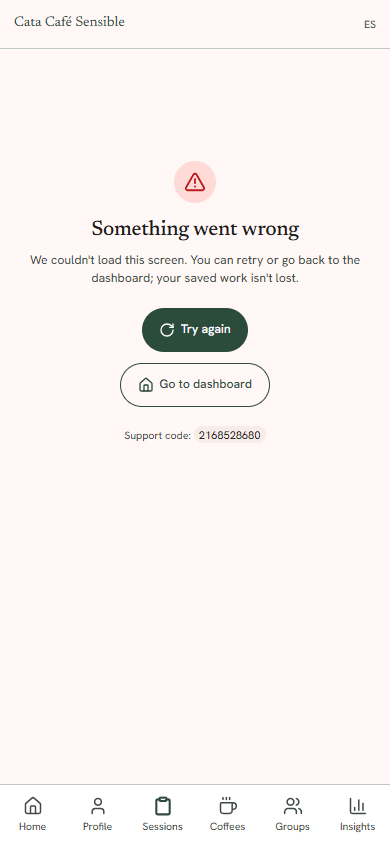 Cata Café Sensible
ES
Something went wrong
We couldn't load this screen. You can retry or go back to the
dashboard; your saved work isn't lost.
Try again
Go to dashboard
Support code: 2168528680
Home
Profile
Sessions
Coffees
Groups
Insights